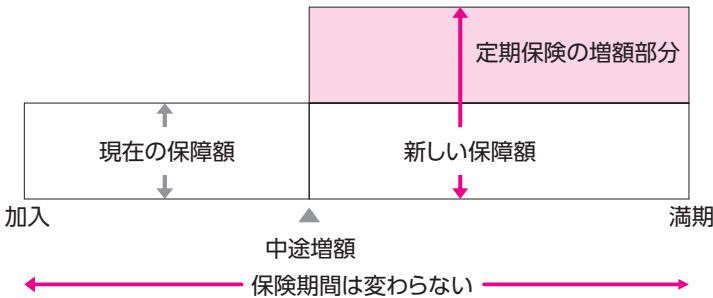 定期保険の増額部分
現在の保障額
新しい保障額
加入
満期
中途増額
保険期間は変わらない